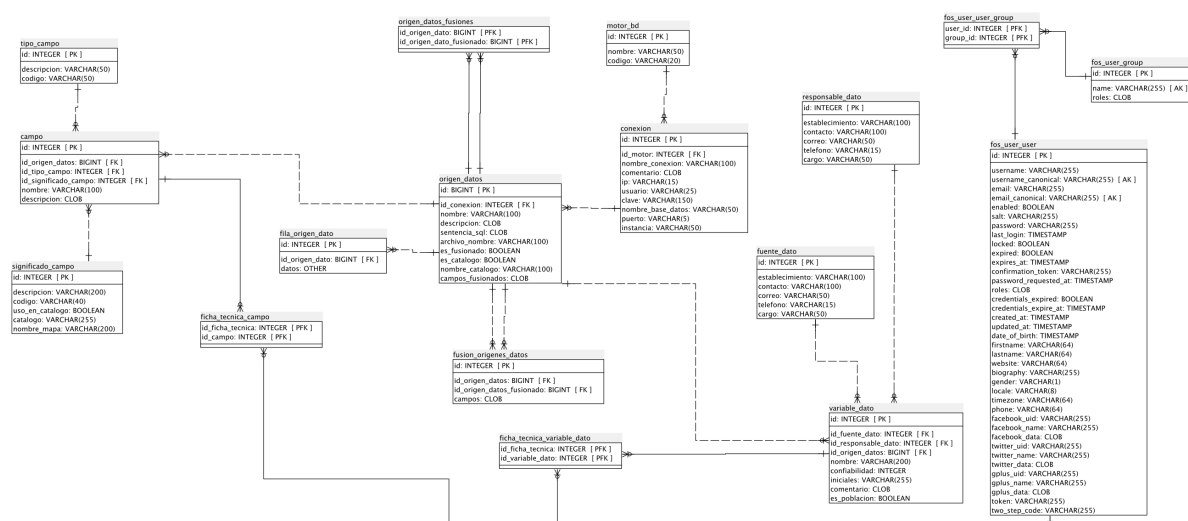 origen_datos_fusiones
id_origen_dato: BIGINT [ PFK ]
id_origen_dato_fusionado: BIGINT [ PFK ]
motor_bd
id: INTEGER [ PK ]
nombre: VARCHAR(50)
codigo: VARCHAR(20)
fos_user_user_group
user_id: INTEGER [ PFK ]
group_id: INTEGER [ PFK ]
tipo_campo
id: INTEGER [ PK ]
descripcion: VARCHAR(50)
codigo: VARCHAR(50)
fos_user_group
id: INTEGER [ PK ]
name: VARCHAR(255) [ AK ]
roles: CLOB
responsable_dato
id: INTEGER [ PK ]
establecimiento: VARCHAR(100)
contacto: VARCHAR(100)
correo: VARCHAR(50)
telefono: VARCHAR(15)
cargo: VARCHAR(50)
campo
id: INTEGER [ PK ]
id_origen_datos: BIGINT [ FK ]
id_tipo_campo: INTEGER [ FK ]
id_significado_campo: INTEGER [ FK ]
nombre: VARCHAR(100)
descripcion: CLOB
conexion
id: INTEGER [ PK ]
id_motor: INTEGER [ FK ]
nombre_conexion: VARCHAR(100)
comentario: CLOB
ip: VARCHAR(15)
usuario: VARCHAR(25)
clave: VARCHAR(150)
nombre_base_datos: VARCHAR(50)
puerto: VARCHAR(5)
instancia: VARCHAR(50)
fos_user_user
id: INTEGER [ PK ]
username: VARCHAR(255)
username_canonical: VARCHAR(255) [ AK ]
email: VARCHAR(255)
email_canonical: VARCHAR(255) [ AK ]
enabled: BOOLEAN
salt: VARCHAR(255)
password: VARCHAR(255)
last_login: TIMESTAMP
locked: BOOLEAN
expired: BOOLEAN
expires_at: TIMESTAMP
confirmation_token: VARCHAR(255)
password_requested_at: TIMESTAMP
roles: CLOB
credentials_expired: BOOLEAN
credentials_expire_at: TIMESTAMP
created_at: TIMESTAMP
updated_at: TIMESTAMP
date_of_birth: TIMESTAMP
firstname: VARCHAR(64)
lastname: VARCHAR(64)
website: VARCHAR(64)
biography: VARCHAR(255)
gender: VARCHAR(1)
locale: VARCHAR(8)
timezone: VARCHAR(64)
phone: VARCHAR(64)
facebook_uid: VARCHAR(255)
facebook_name: VARCHAR(255)
facebook_data: CLOB
twitter_uid: VARCHAR(255)
twitter_name: VARCHAR(255)
twitter_data: CLOB
gplus_uid: VARCHAR(255)
gplus_name: VARCHAR(255)
gplus_data: CLOB
token: VARCHAR(255)
two_step_code: VARCHAR(255)
origen_datos
id: BIGINT [ PK ]
id_conexion: INTEGER [ FK ]
nombre: VARCHAR(100)
descripcion: CLOB
sentencia_sql: CLOB
archivo_nombre: VARCHAR(100)
es_fusionado: BOOLEAN
es_catalogo: BOOLEAN
nombre_catalogo: VARCHAR(100)
campos_fusionados: CLOB
fila_origen_dato
id: INTEGER [ PK ]
id_origen_dato: BIGINT [ FK ]
datos: OTHER
fuente_dato
id: INTEGER [ PK ]
establecimiento: VARCHAR(100)
contacto: VARCHAR(100)
correo: VARCHAR(50)
telefono: VARCHAR(15)
cargo: VARCHAR(50)
significado_campo
id: INTEGER [ PK ]
descripcion: VARCHAR(200)
codigo: VARCHAR(40)
uso_en_catalogo: BOOLEAN
catalogo: VARCHAR(255)
nombre_mapa: VARCHAR(200)
ficha_tecnica_campo
id_ficha_tecnica: INTEGER [ PFK ]
id_campo: INTEGER [ PFK ]
fusion_origenes_datos
id: INTEGER [ PK ]
id_origen_datos: BIGINT [ FK ]
id_origen_datos_fusionado: BIGINT [ FK ]
campos: CLOB
variable_dato
id: INTEGER [ PK ]
id_fuente_dato: INTEGER [ FK ]
id_responsable_dato: INTEGER [ FK ]
id_origen_datos: BIGINT [ FK ]
nombre: VARCHAR(200)
confiabilidad: INTEGER
iniciales: VARCHAR(255)
comentario: CLOB
es_poblacion: BOOLEAN
ficha_tecnica_variable_dato
id_ficha_tecnica: INTEGER [ PFK ]
id_variable_dato: INTEGER [ PFK ]